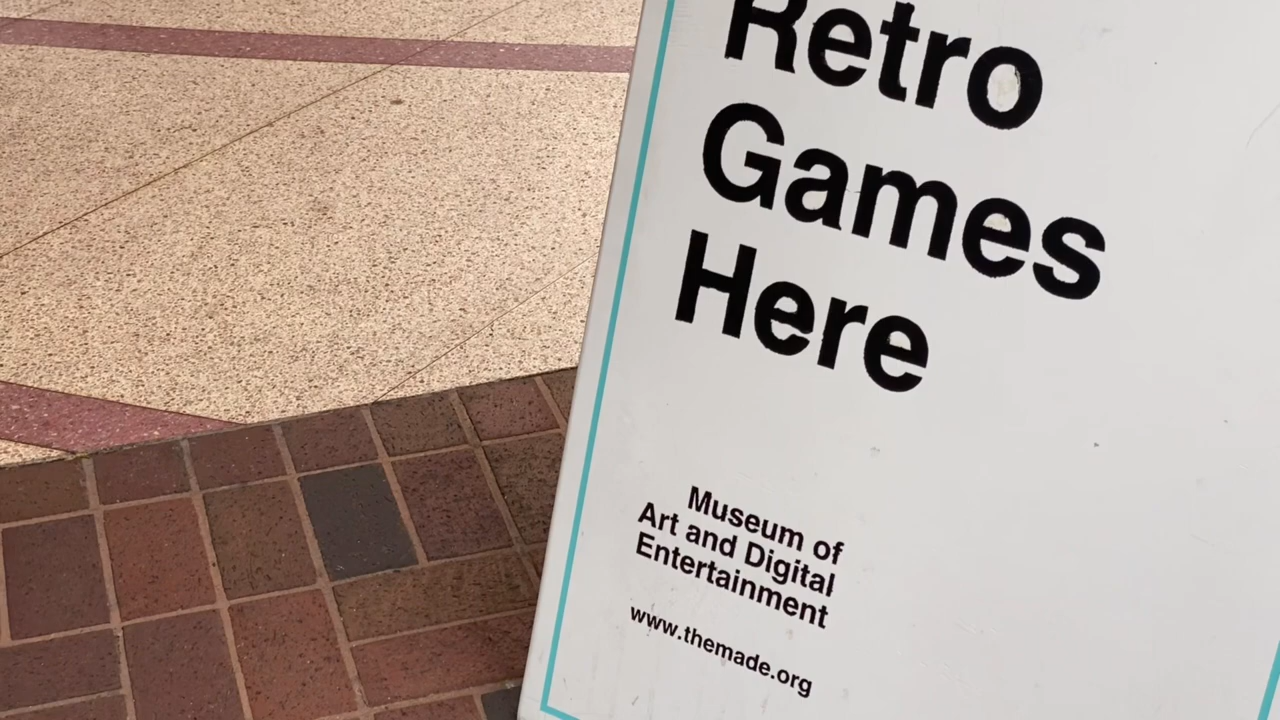 Retro
Games
Here
Museum of
Art and Digital
Entertainment
www.themade.org